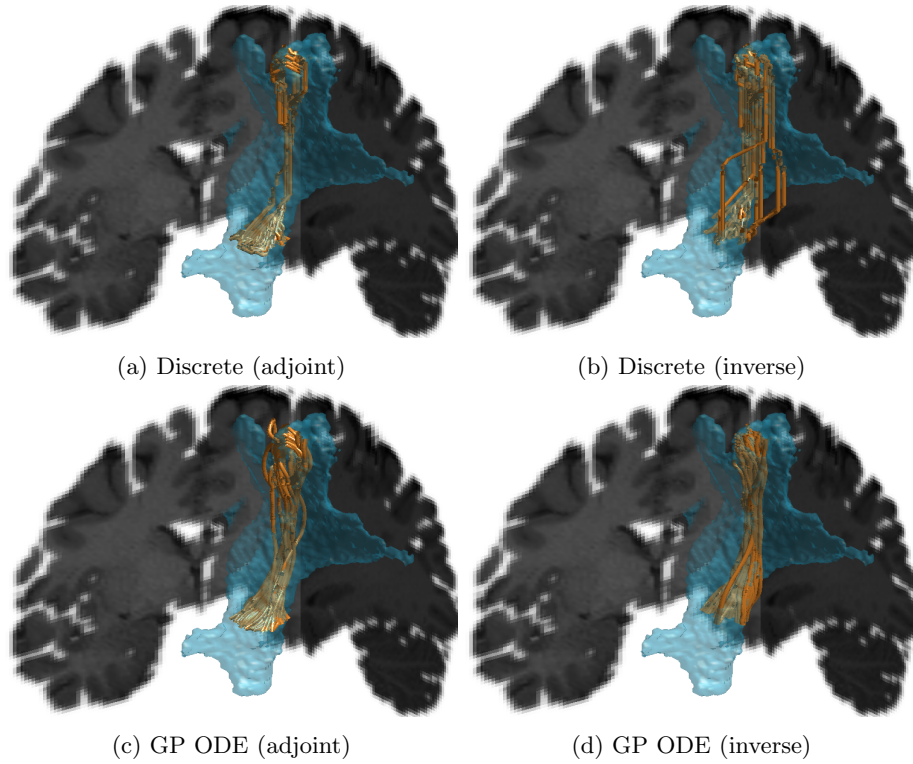 (a) Discrete (adjoint)
(b) Discrete (inverse)
(c) GP ODE (adjoint)
(d) GP ODE (inverse)